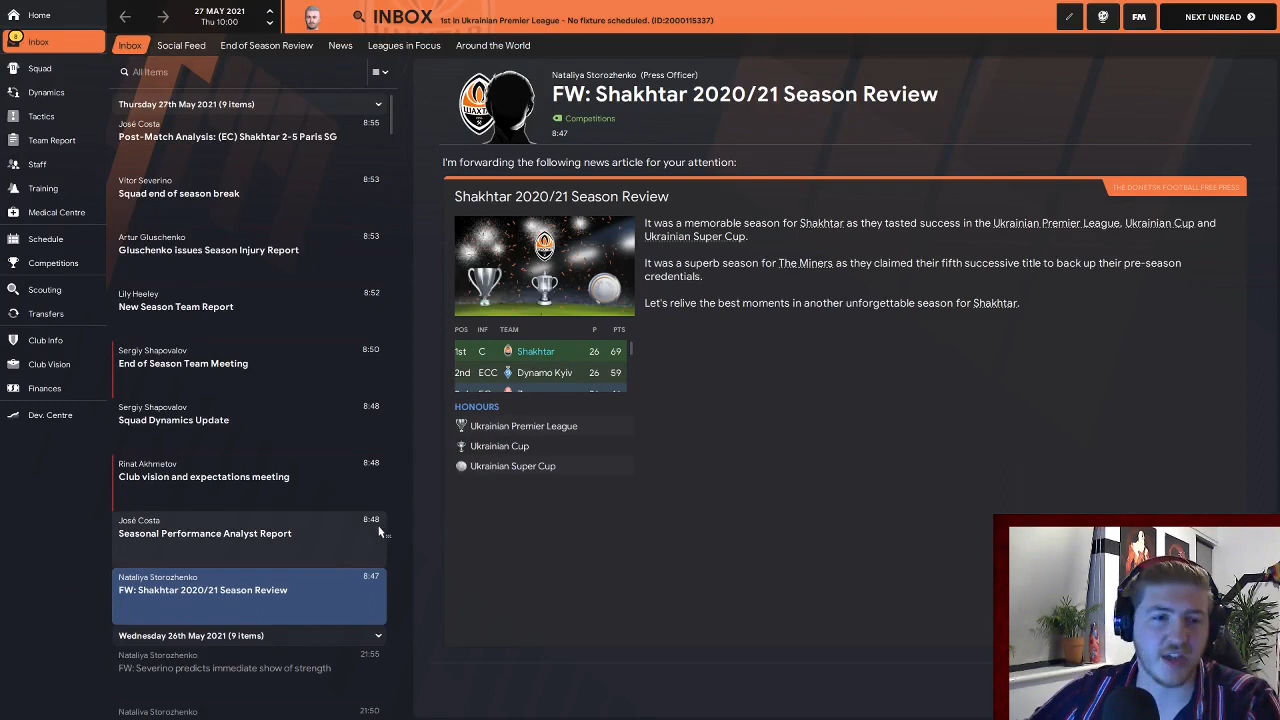 Home
8
Inbox
Squad
Dynamics
Tactics
Team Report
Staff
Training
Medical Centre
Schedule
Competitions
Scouting
Transfers
Club Info
Club Vision
Finances
Dev. Centre
27 MAY 2021
Thu 10:00
INBOX
1st in Ukrainian Premier League - No fixture scheduled. (ID:2000115337)
FM
NEXT UNREAD
Inbox
Social Feed
End of Season Review
News
Leagues in Focus
Around the World
All Items
Thursday 27th May 2021 (9 items)
José Costa 8:55
Post-Match Analysis: (EC) Shakhtar 2-5 Paris SG
Vítor Severino 8:53
Squad end of season break
Artur Gluschenko 8:53
Gluschenko issues Season Injury Report
Lily Heeley 8:52
New Season Team Report
Sergiy Shapovalov 8:50
End of Season Team Meeting
Sergiy Shapovalov 8:48
Squad Dynamics Update
Rinat Akhmetov 8:48
Club vision and expectations meeting
José Costa 8:48
Seasonal Performance Analyst Report
Nataliya Storozhenko 8:47
FW: Shakhtar 2020/21 Season Review
Wednesday 26th May 2021 (9 items)
Nataliya Storozhenko 21:55
FW: Severino predicts immediate show of strength
Nataliya Storozhenko 21:50
ШАХТАР
Nataliya Storozhenko (Press Officer)
FW: Shakhtar 2020/21 Season Review
Competitions
8:47
I'm forwarding the following news article for your attention:
THE DONETSK FOOTBALL FREE PRESS
Shakhtar 2020/21 Season Review
It was a memorable season for Shakhtar as they tasted success in the Ukrainian Premier League, Ukrainian Cup and
Ukrainian Super Cup.
It was a superb season for The Miners as they claimed their fifth successive title to back up their pre-season
credentials.
Let's relive the best moments in another unforgettable season for Shakhtar.
POS INF TEAM P PTS
1st C Shakhtar 26 69
2nd ECC Dynamo Kyiv 26 59
HONOURS
Ukrainian Premier League
Ukrainian Cup
Ukrainian Super Cup